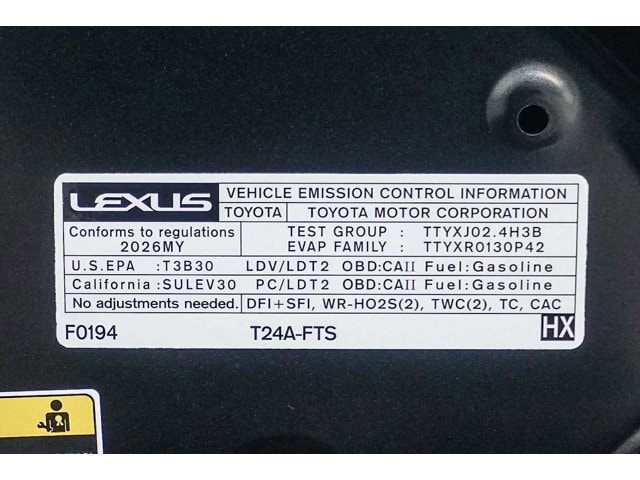 LEXUS VEHICLE EMISSION CONTROL INFORMATION
TOYOTA TOYOTA MOTOR CORPORATION
Conforms to regulations TEST GROUP : TTYXJ02.4H3B
2026MY EVAP FAMILY : TTYXR0130P42
U.S.EPA :T3B30 LDV/LDT2 OBD:CAII Fuel:Gasoline
California :SULEV30 PC/LDT2 OBD:CAII Fuel:Gasoline
No adjustments needed. DFI+SFI, WR-HO2S(2), TWC(2), TC, CAC
F0194 T24A-FTS HX